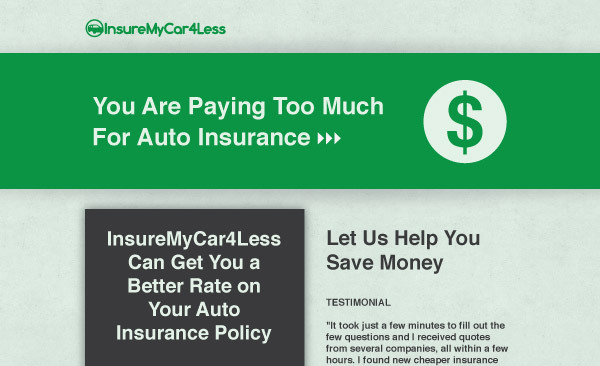 InsureMyCar4Less
You Are Paying Too Much
For Auto Insurance
$
InsureMyCar4Less
Can Get You a
Better Rate on
Your Auto
Insurance Policy
Let Us Help You
Save Money
TESTIMONIAL
"It took just a few minutes to fill out the
few questions and I received quotes
from several companies, all within a few
hours. I found new cheaper insurance